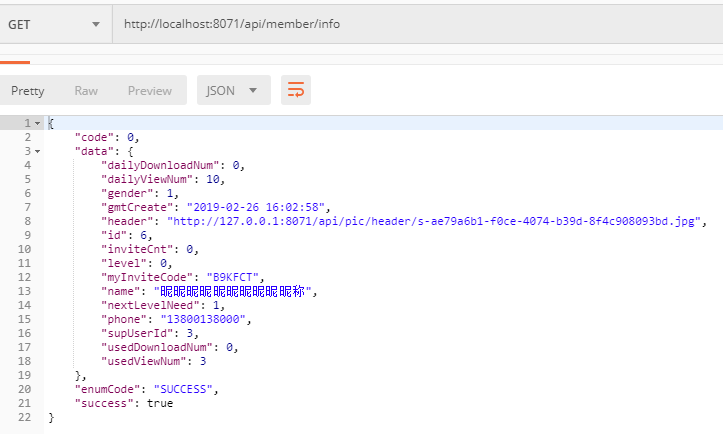 GET http://localhost:8071/api/member/info
Pretty Raw Preview JSON
1 {
2 "code": 0,
3 "data": {
4 "dailyDownloadNum": 0,
5 "dailyViewNum": 10,
6 "gender": 1,
7 "gmtCreate": "2019-02-26 16:02:58",
8 "header": "http://127.0.0.1:8071/api/pic/header/s-ae79a6b1-f0ce-4074-b39d-8f4c908093bd.jpg",
9 "id": 6,
10 "inviteCnt": 0,
11 "level": 0,
12 "myInviteCode": "B9KFCT",
13 "name": "昵昵昵昵昵昵昵昵昵昵称",
14 "nextLevelNeed": 1,
15 "phone": "13800138000",
16 "supUserId": 3,
17 "usedDownloadNum": 0,
18 "usedViewNum": 3
19 },
20 "enumCode": "SUCCESS",
21 "success": true
22 }